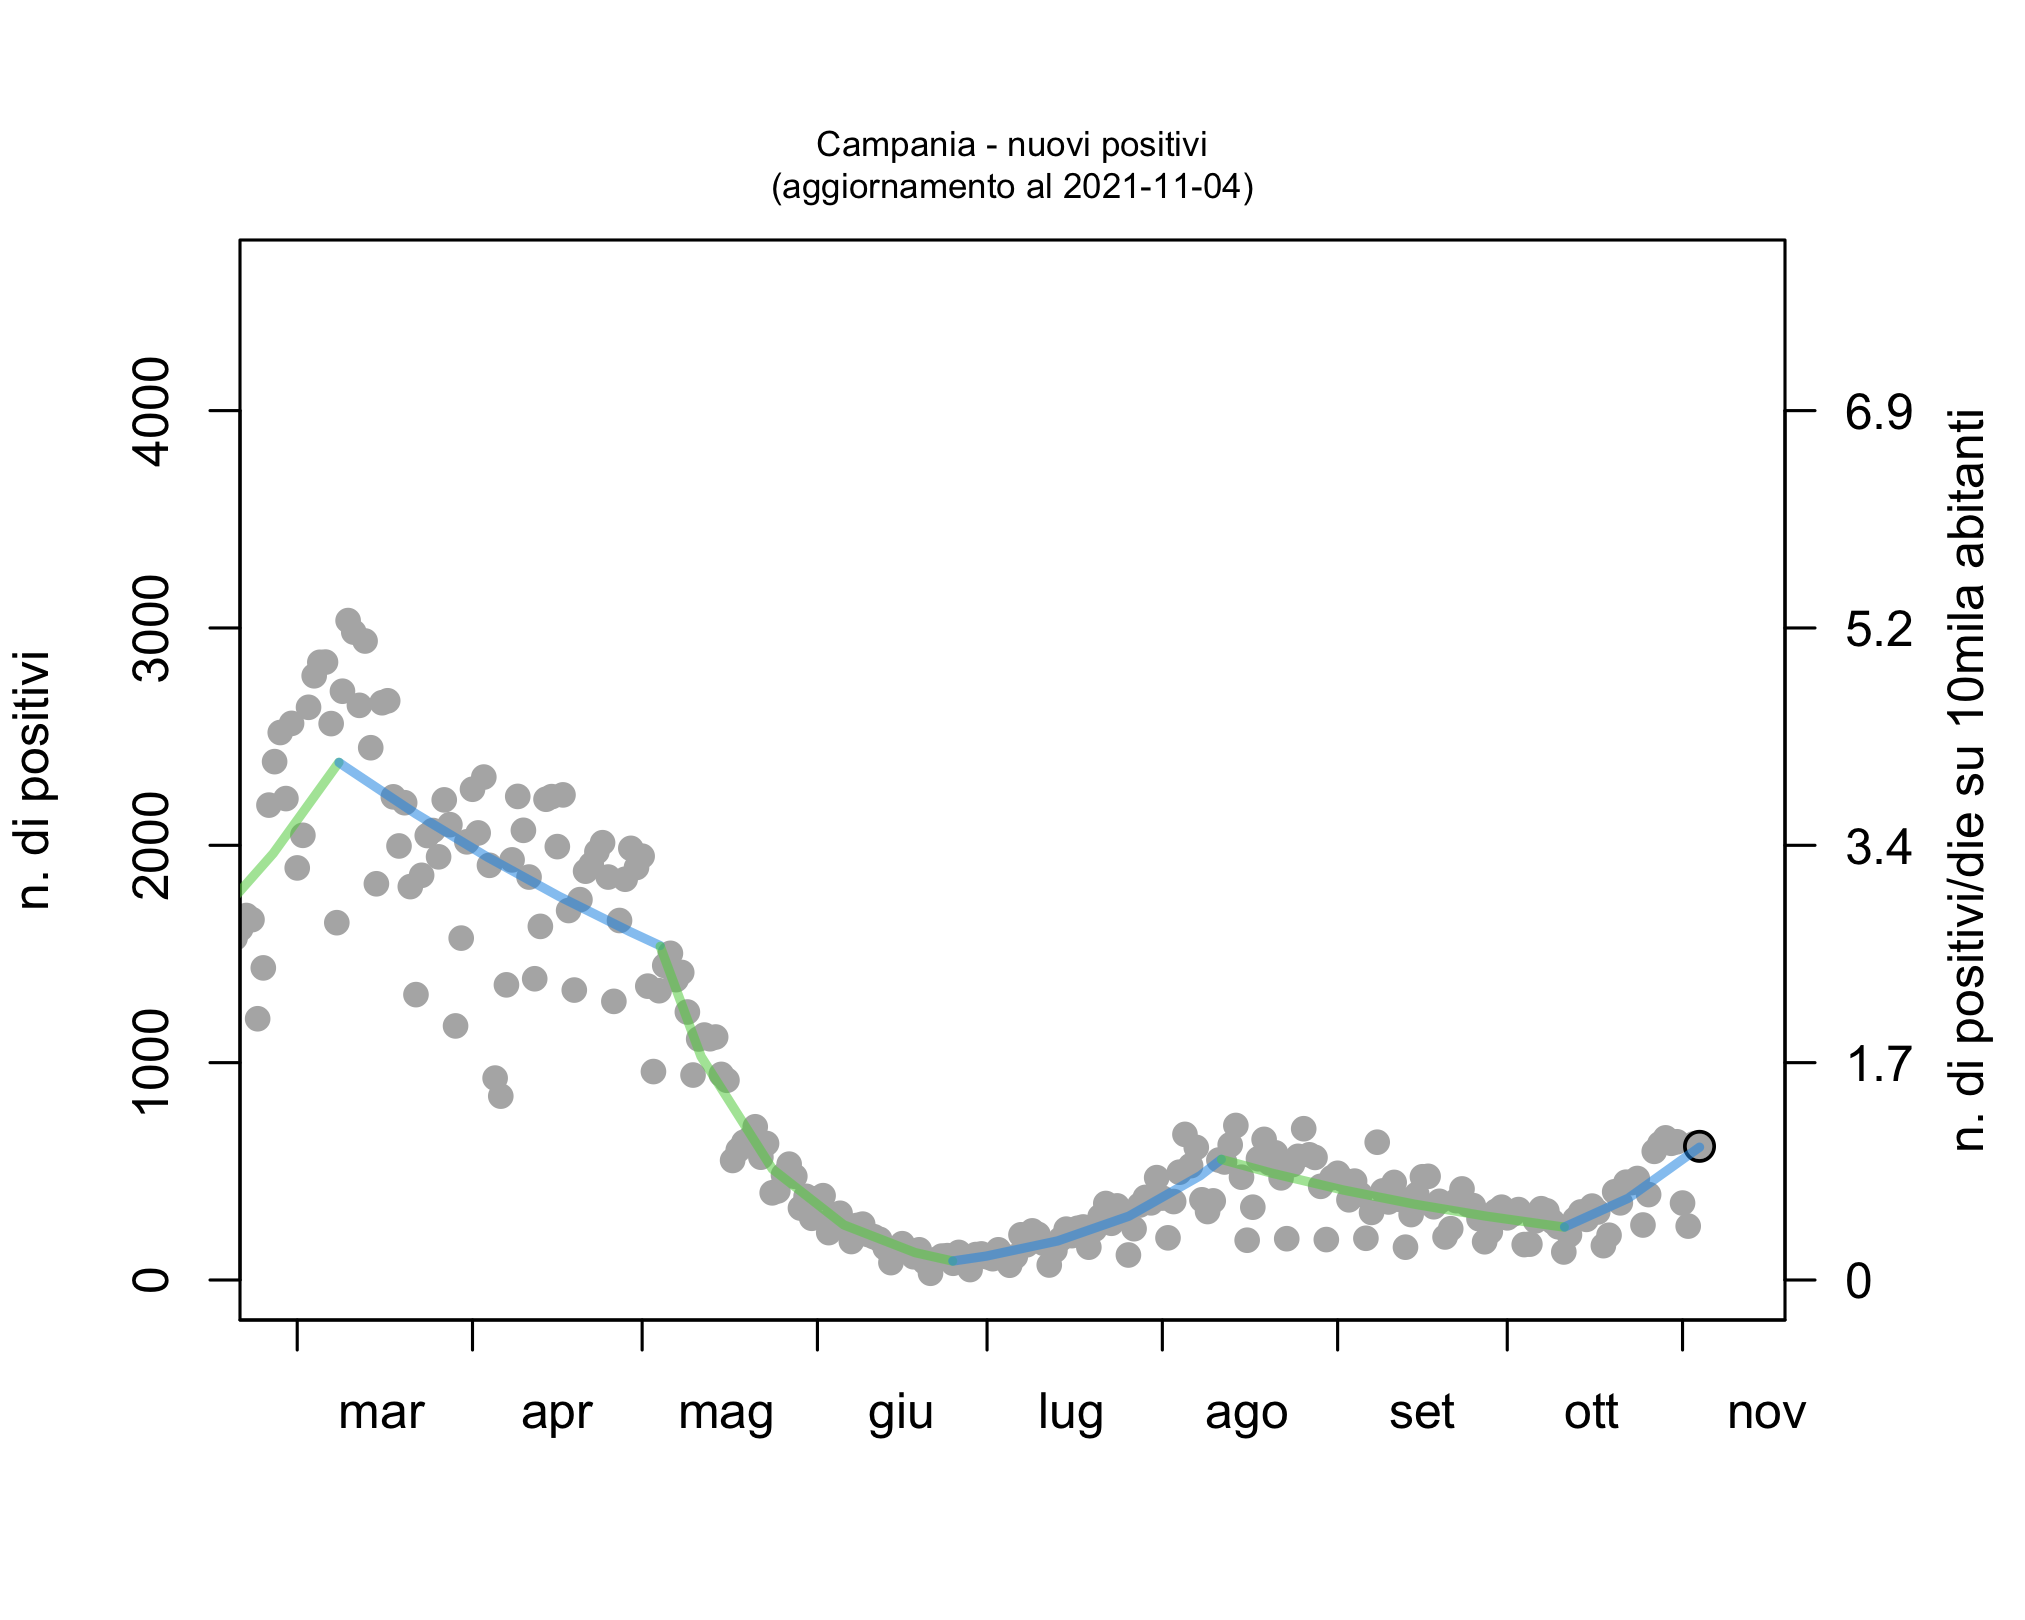 Campania - nuovi positivi
(aggiornamento al 2021-11-04)
n. di positivi
4000
3000
2000
1000
0
6.9
5.2
3.4
1.7
0
n. di positivi/die su 10mila abitanti
mar apr mag giu lug ago set ott nov